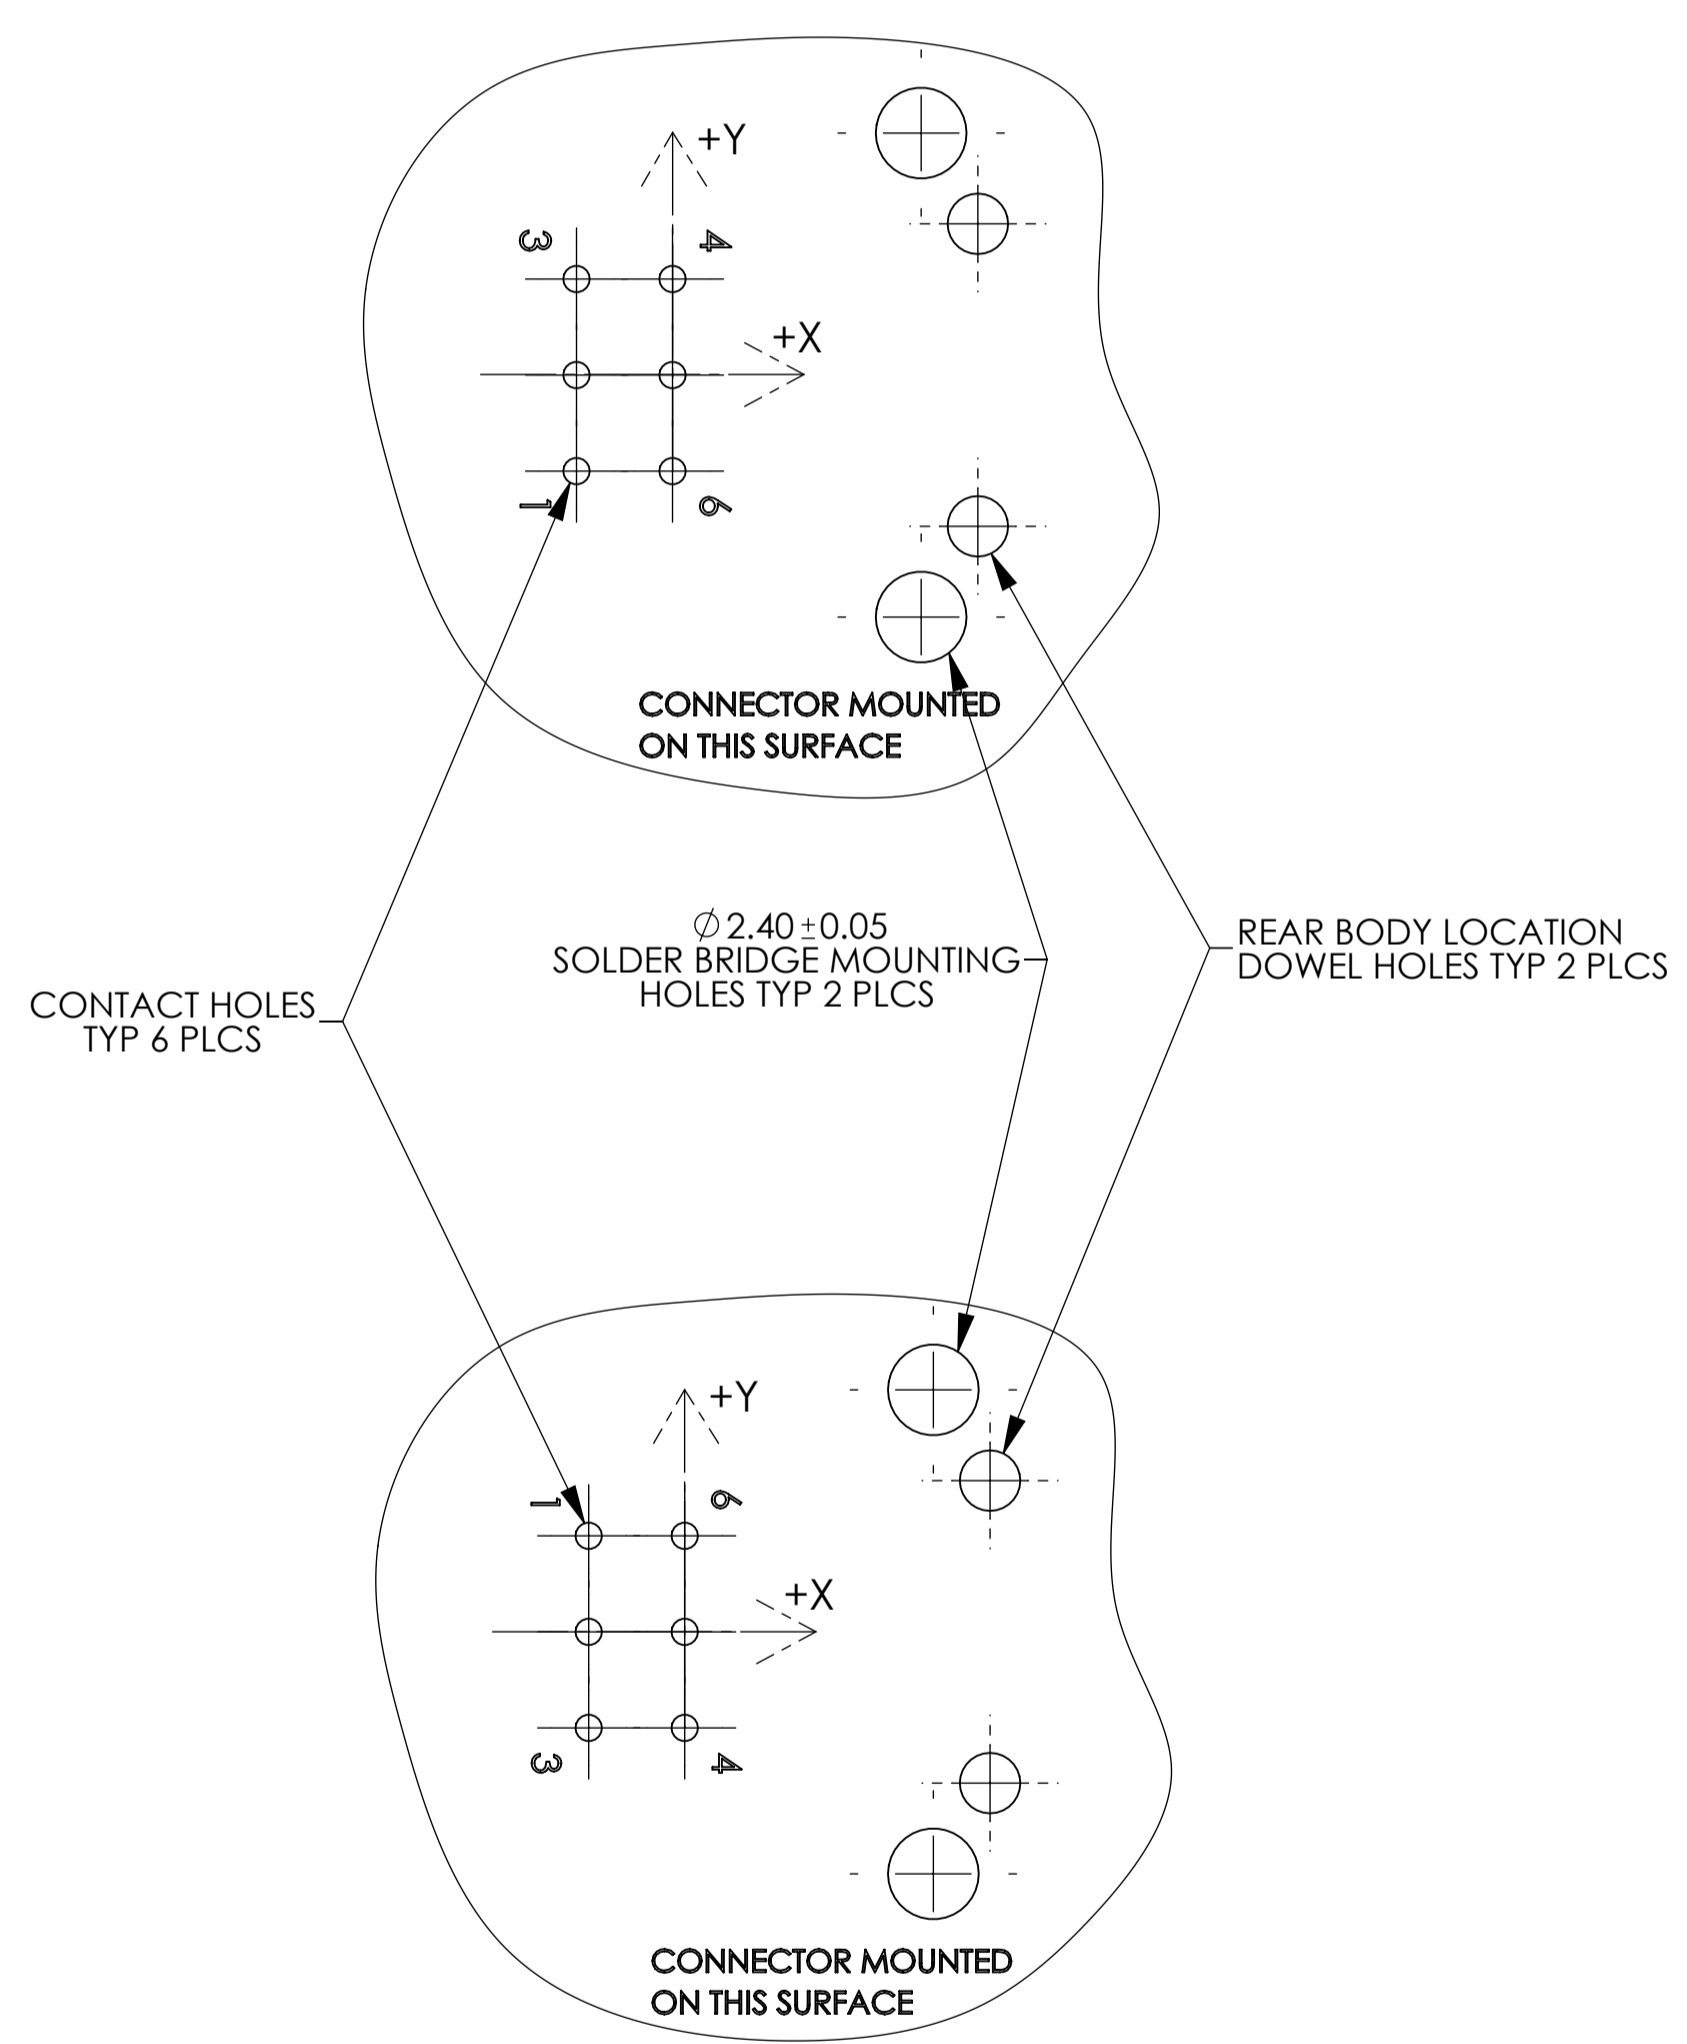 +Y
3 4
+X
1 6
CONNECTOR MOUNTED
ON THIS SURFACE
⌀2.40±0.05
SOLDER BRIDGE MOUNTING
HOLES TYP 2 PLCS
REAR BODY LOCATION
DOWEL HOLES TYP 2 PLCS
CONTACT HOLES
TYP 6 PLCS
+Y
1 6
+X
3 4
CONNECTOR MOUNTED
ON THIS SURFACE